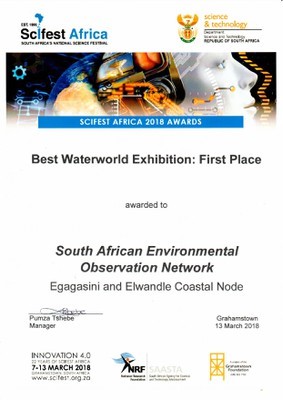 EST. 1996
Scifest Africa
SOUTH AFRICA'S NATIONAL SCIENCE FESTIVAL
science
& technology
Department:
Science and Technology
REPUBLIC OF SOUTH AFRICA
SCIFEST AFRICA 2018 AWARDS
Best Waterworld Exhibition: First Place
awarded to
South African Environmental
Observation Network
Egagasini and Elwandle Coastal Node
Pumza Tshebe
Manager
Grahamstown
13 March 2018
INNOVATION 4.0
22 YEARS OF SCIFEST AFRICA
7-13 MARCH 2018
GRAHAMSTOWN, SOUTH AFRICA
www.scifest.org.za
NRF
National Research
Foundation
SAASTA
South African Agency for Science
and Technology Advancement
Grahamstown
Foundation